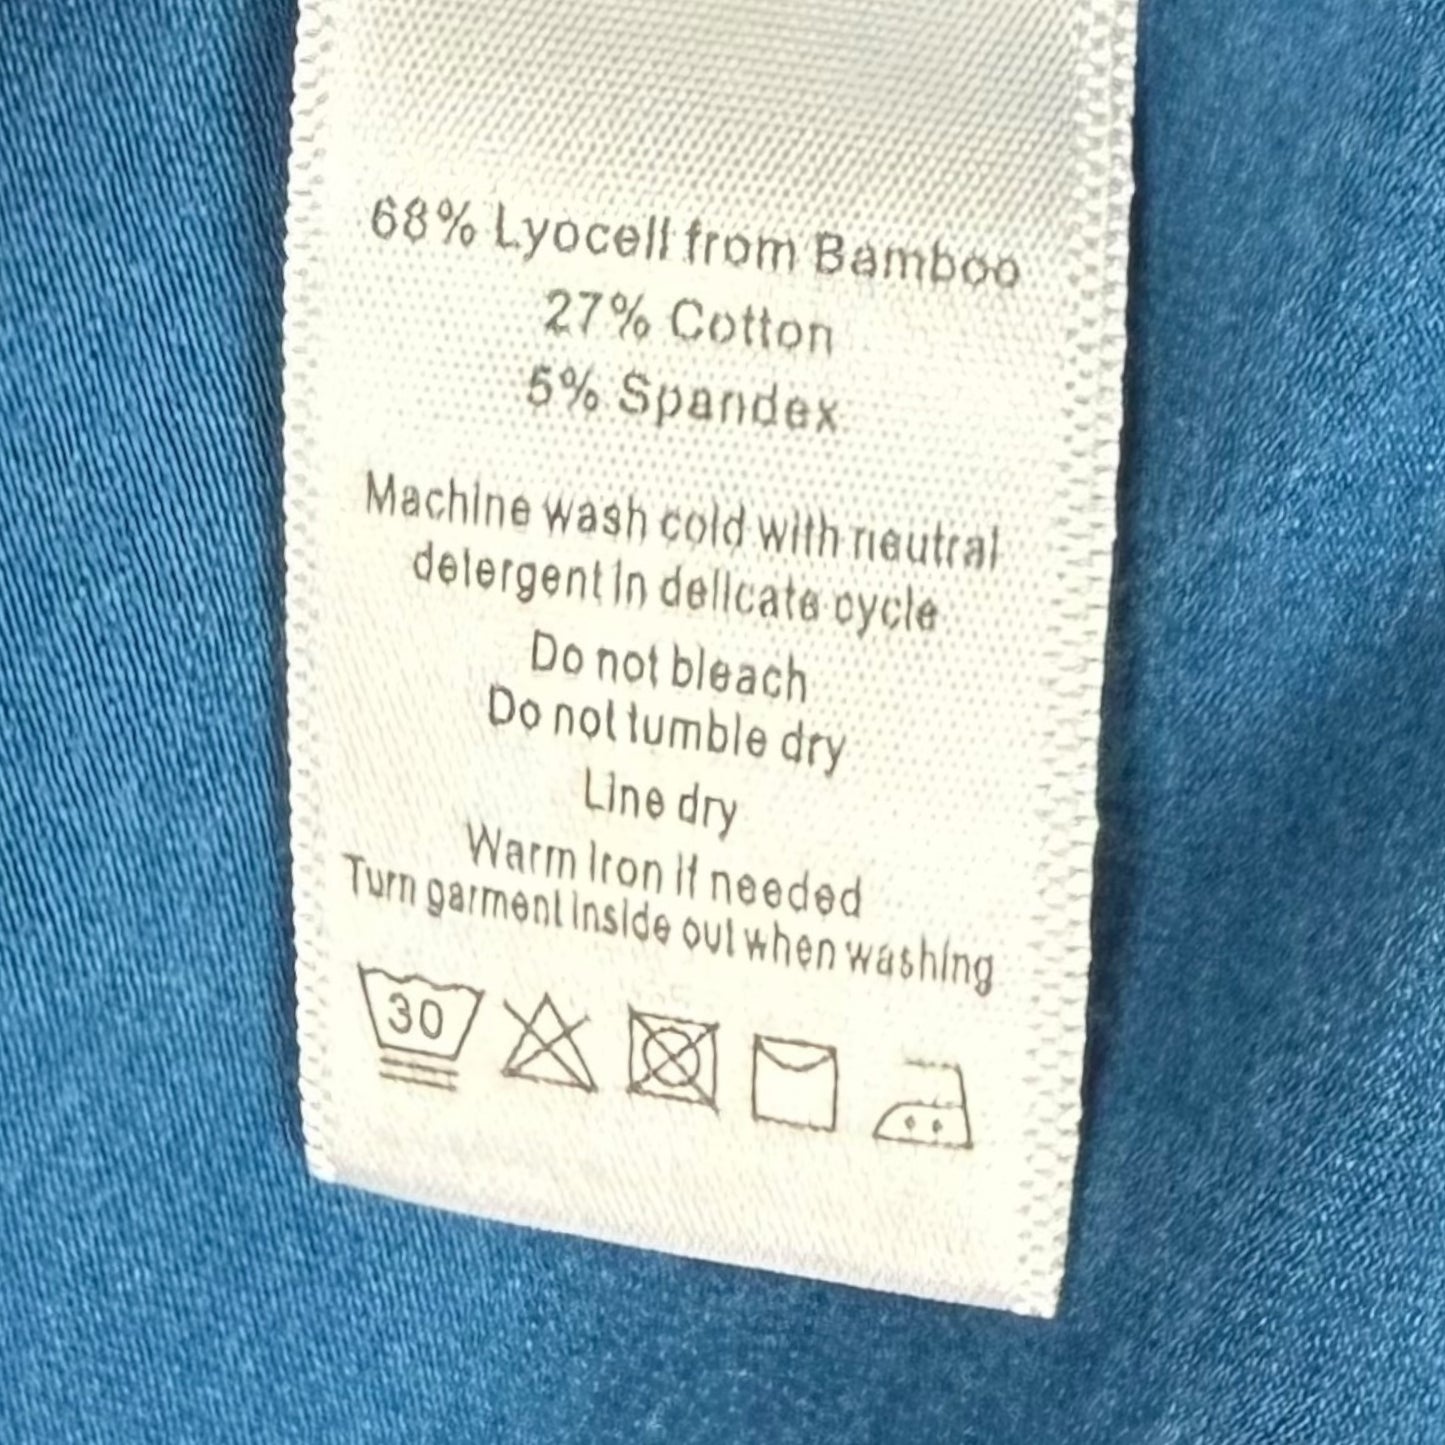 68% Lyocell from Bamboo
27% Cotton
5% Spandex
Machine wash cold with neutral
detergent in delicate cycle
Do not bleach
Do not tumble dry
Line dry
Warm Iron if needed
Turn garment inside out when washing
30